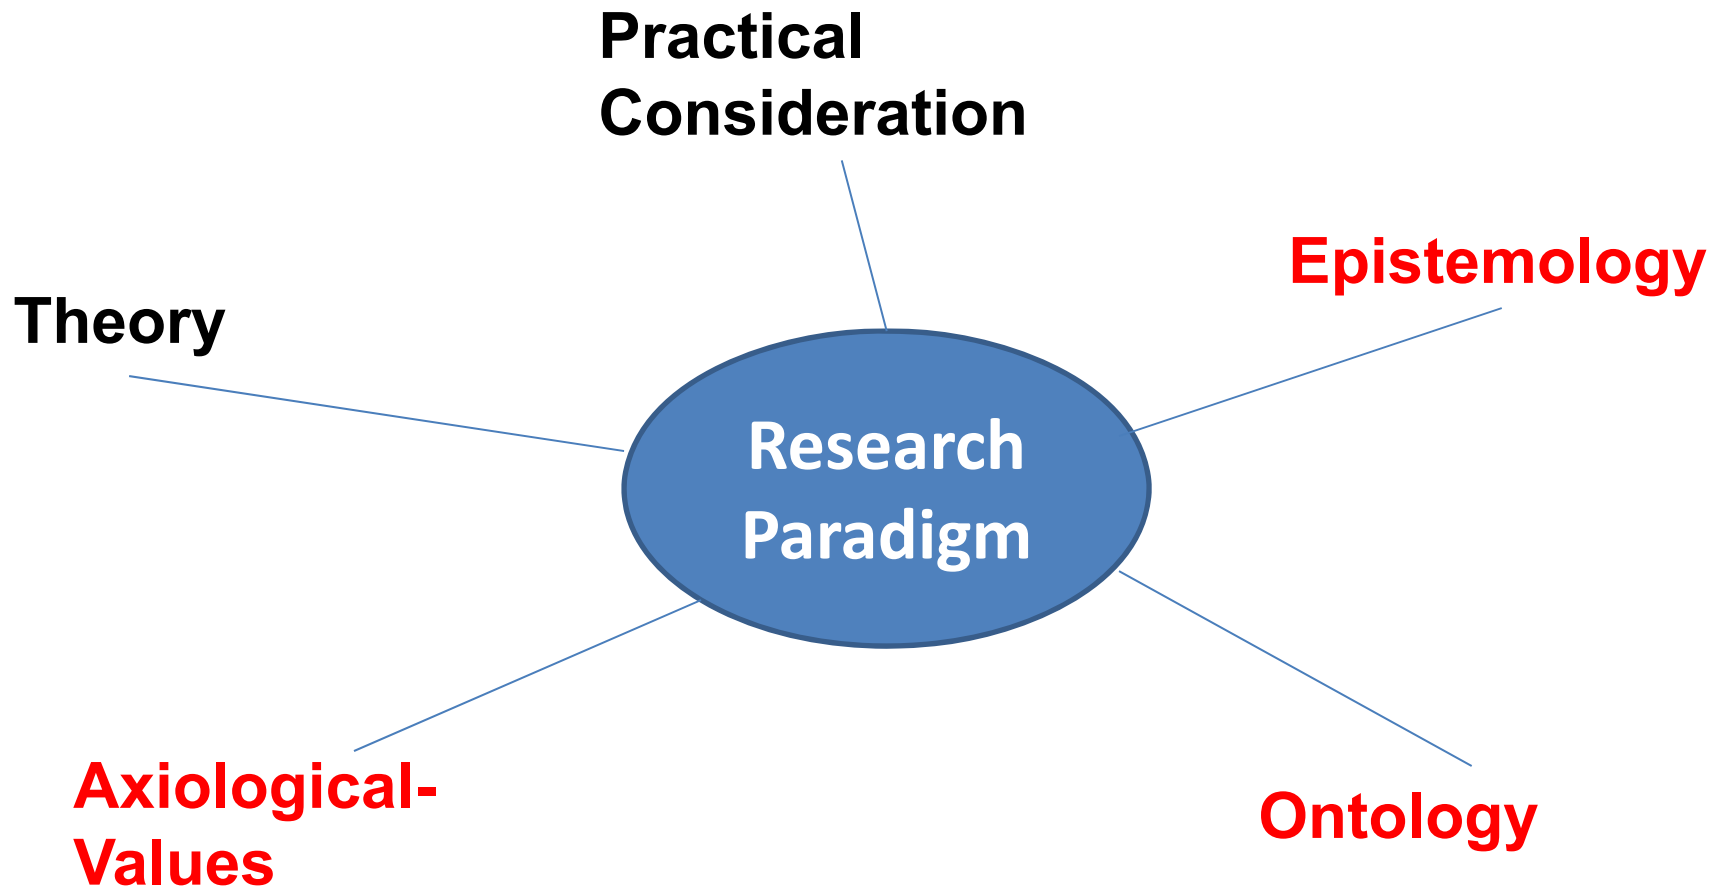 Practical
Consideration
Epistemology
Theory
Research
Paradigm
Axiological-
Values
Ontology